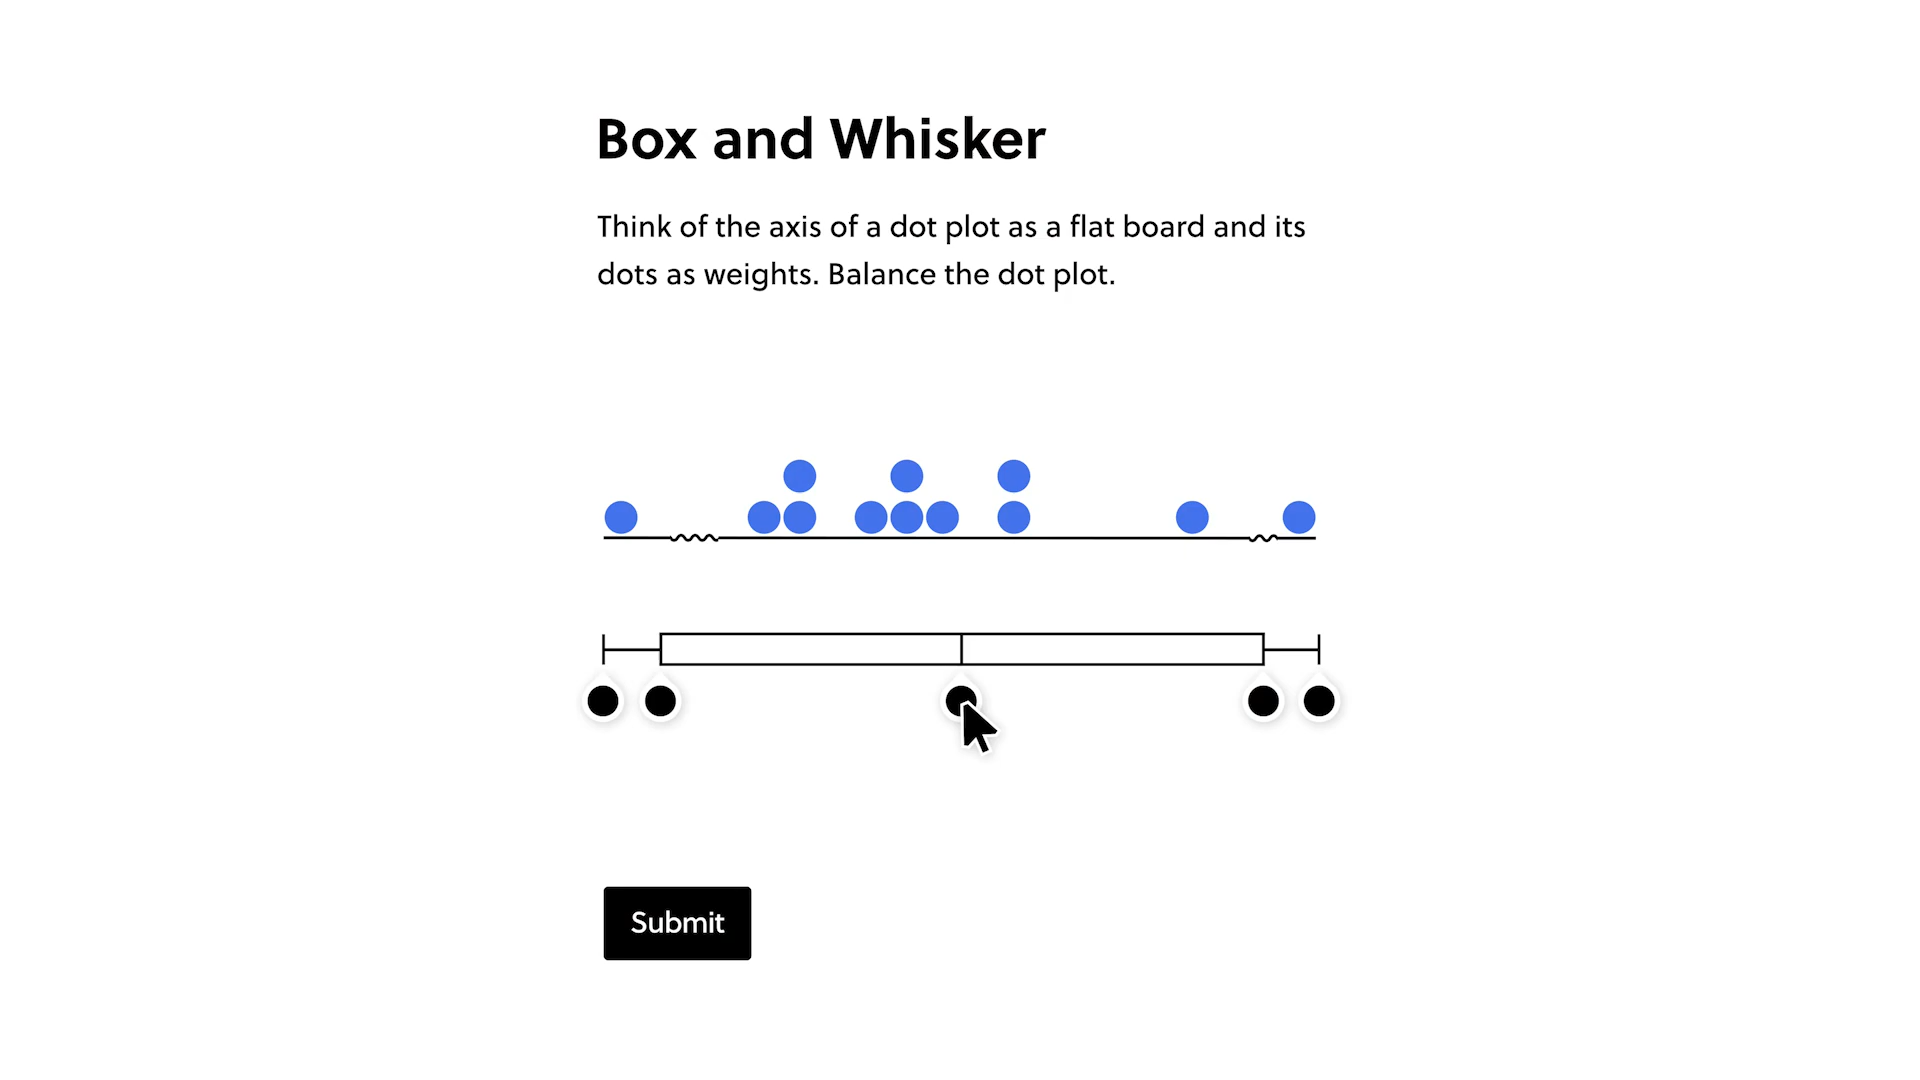 Box and Whisker
Think of the axis of a dot plot as a flat board and its
dots as weights. Balance the dot plot.
Submit